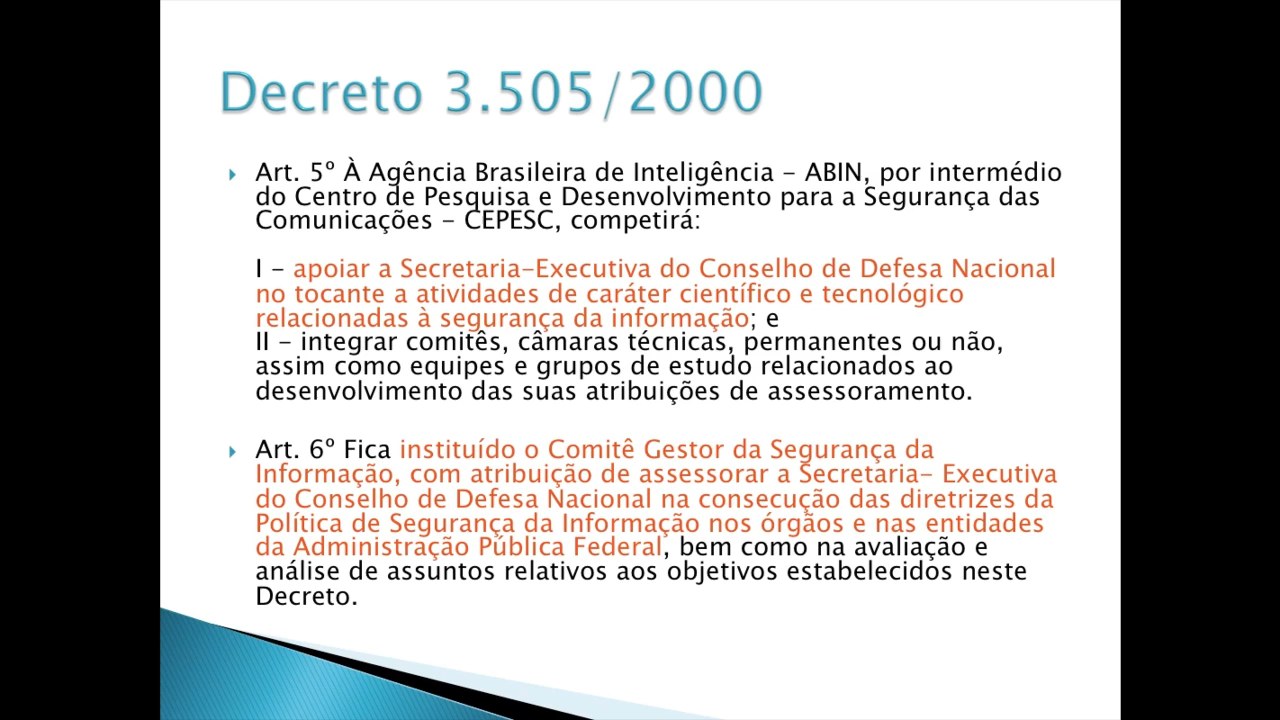 Decreto 3.505/2000
Art. 5º À Agência Brasileira de Inteligência - ABIN, por intermédio
do Centro de Pesquisa e Desenvolvimento para a Segurança das
Comunicações - CEPESC, competirá:
I - apoiar a Secretaria-Executiva do Conselho de Defesa Nacional
no tocante a atividades de caráter científico e tecnológico
relacionadas à segurança da informação; e
II - integrar comitês, câmaras técnicas, permanentes ou não,
assim como equipes e grupos de estudo relacionados ao
desenvolvimento das suas atribuições de assessoramento.
Art. 6º Fica instituído o Comitê Gestor da Segurança da
Informação, com atribuição de assessorar a Secretaria- Executiva
do Conselho de Defesa Nacional na consecução das diretrizes da
Política de Segurança da Informação nos órgãos e nas entidades
da Administração Pública Federal, bem como na avaliação e
análise de assuntos relativos aos objetivos estabelecidos neste
Decreto.